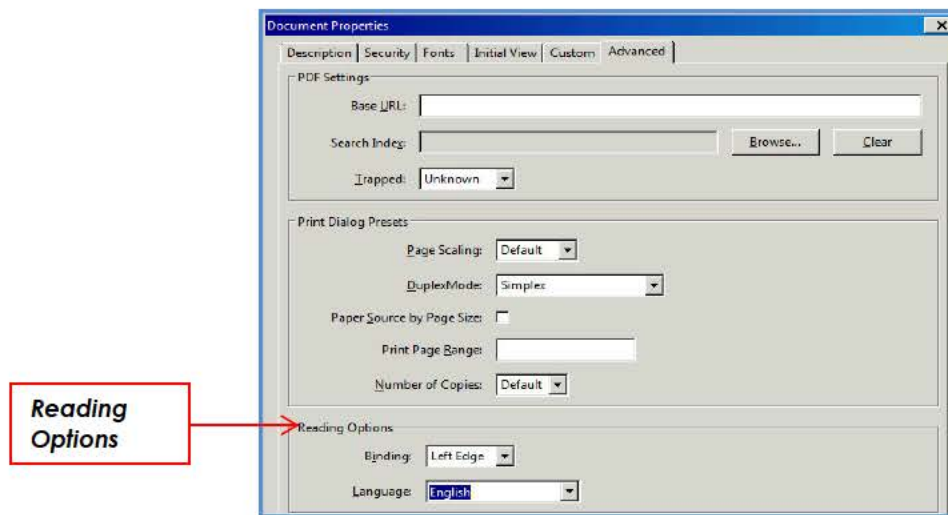 Document Properties
Description Security Fonts Initial View Custom Advanced
PDF Settings
Base URL:
Search Index: Browse... Clear
Trapped: Unknown
Print Dialog Presets
Page Scaling: Default
DuplexMode: Simplex
Paper Source by Page Size:
Print Page Range:
Number of Copies: Default
Reading
Options
Reading Options
Binding: Left Edge
Language: English